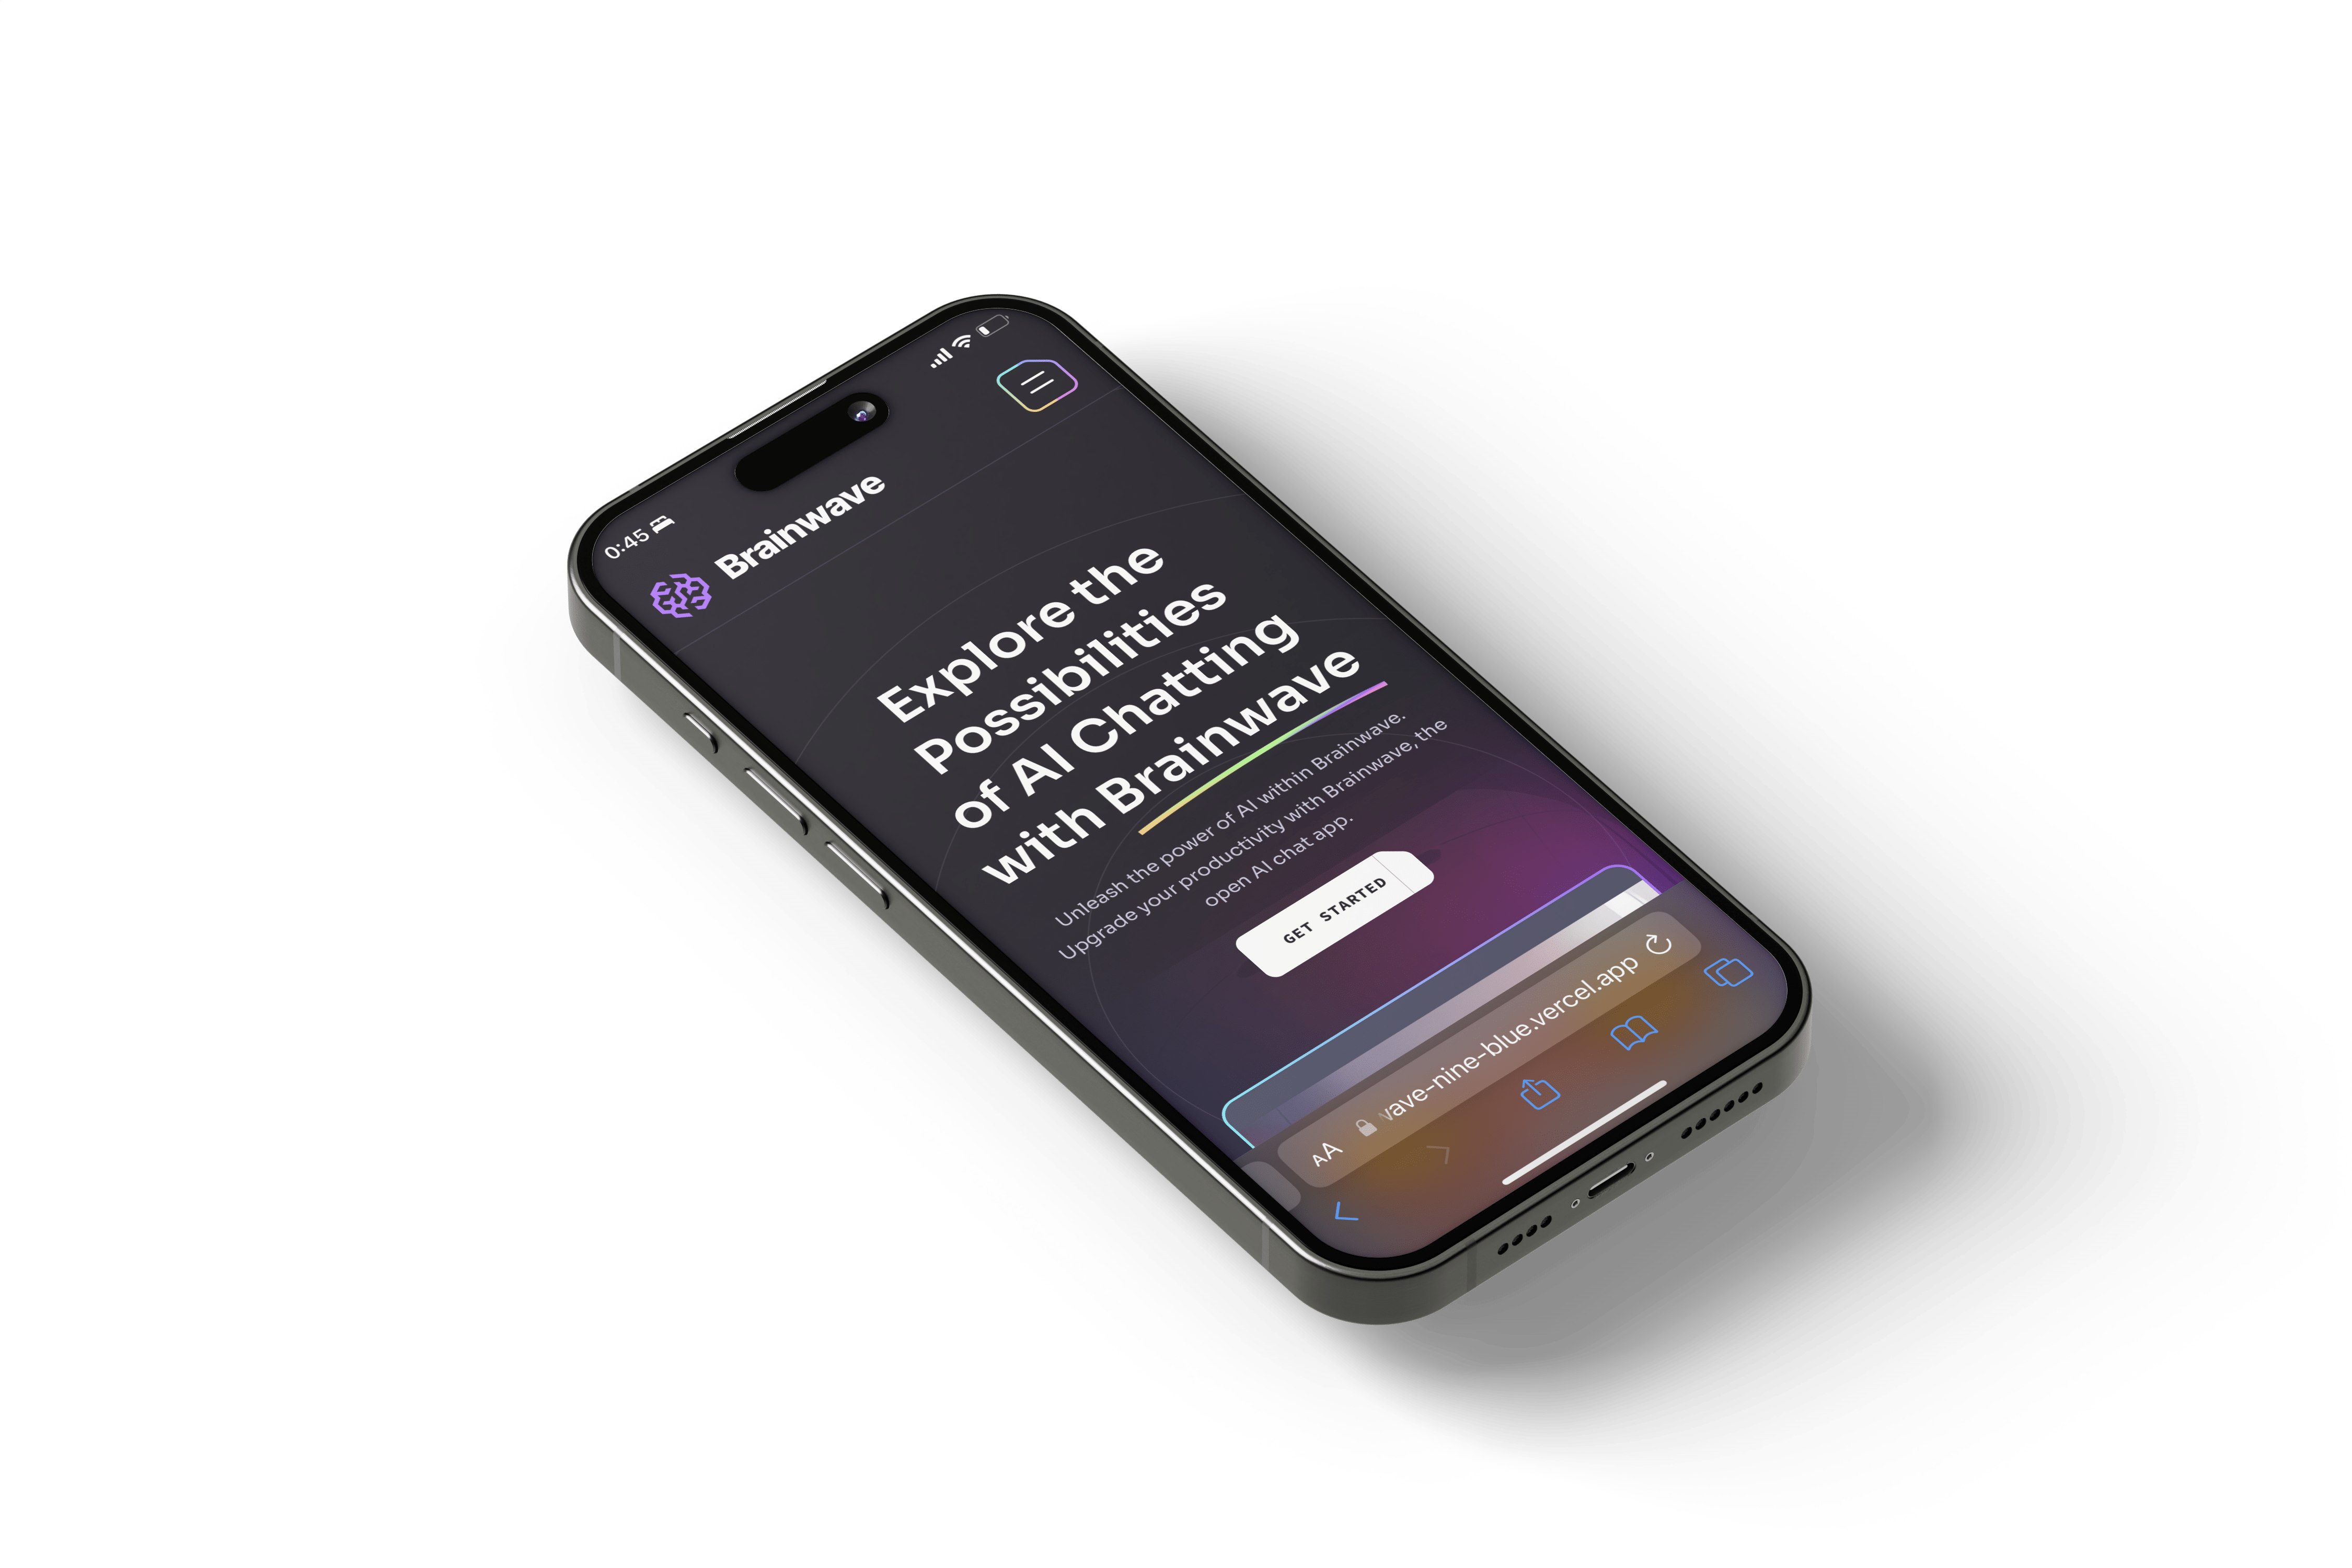 0:45
Brainwave
Explore the
Possibilities
of AI Chatting
with Brainwave
Unleash the power of AI within Brainwave.
Upgrade your productivity with Brainwave, the
open AI chat app.
GET STARTED
AA vave-nine-blue.vercel.app